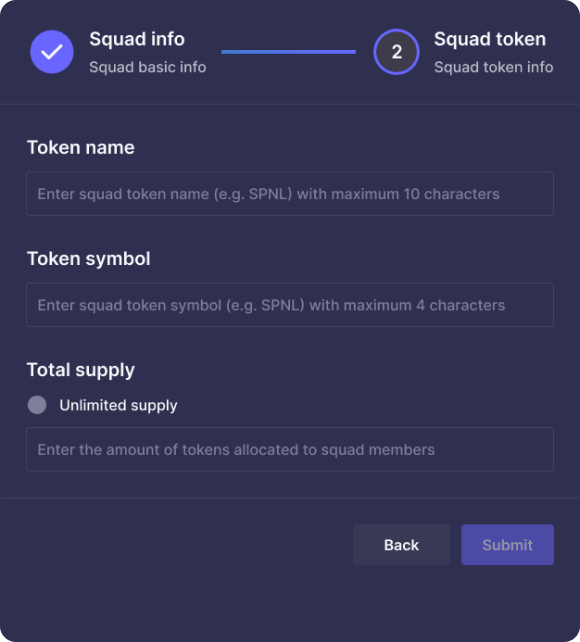 Squad info
Squad basic info
2
Squad token
Squad token info
Token name
Enter squad token name (e.g. SPNL) with maximum 10 characters
Token symbol
Enter squad token symbol (e.g. SPNL) with maximum 4 characters
Total supply
Unlimited supply
Enter the amount of tokens allocated to squad members
Back
Submit